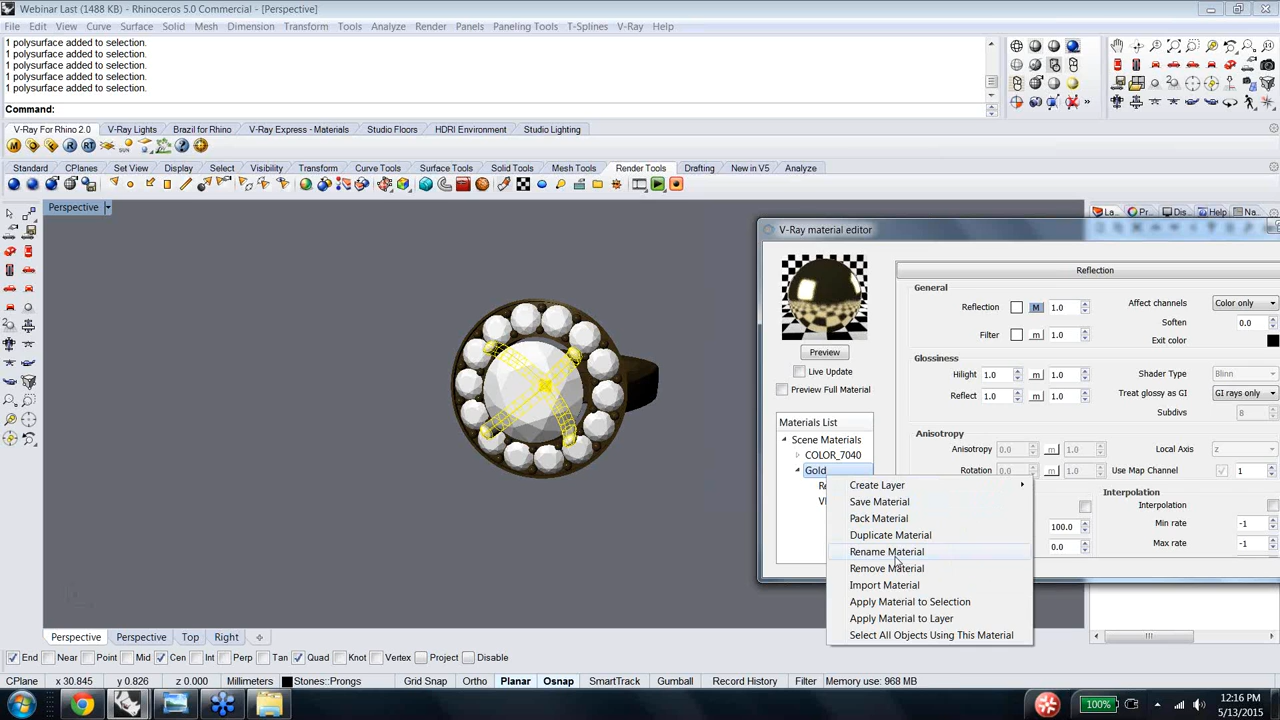 Webinar Last (1488 KB) - Rhinoceros 5.0 Commercial - [Perspective]
File Edit View Curve Surface Solid Mesh Dimension Transform Tools Analyze Render Panels Paneling Tools T-Splines V-Ray Help
1 polysurface added to selection.
1 polysurface added to selection.
1 polysurface added to selection.
1 polysurface added to selection.
1 polysurface added to selection.
Command:
V-Ray For Rhino 2.0 V-Ray Lights Brazil for Rhino V-Ray Express - Materials Studio Floors HDRI Environment Studio Lighting
Standard CPlanes Set View Display Select Visibility Transform Curve Tools Surface Tools Solid Tools Mesh Tools Render Tools Drafting New in V5 Analyze
Perspective
La... Pr... Dis Help Na...
V-Ray material editor
Reflection
General
Reflection M 1.0 Affect channels Color only
Soften 0.0
Filter m 1.0 Exit color
Preview
Glossiness
Live Update
Hilight 1.0 m 1.0 Shader Type Blinn
Preview Full Material
Reflect 1.0 m 1.0 Treat glossy as GI GI rays only
Subdivs 8
Materials List
Anisotropy
Scene Materials
Anisotropy 0.0 m 1.0 Local Axis z
COLOR_7040
Gold
Rotation 0.0 m 1.0 Use Map Channel 1
Create Layer
Save Material
Pack Material
Duplicate Material
Rename Material
Remove Material
Import Material
Apply Material to Selection
Apply Material to Layer
Select All Objects Using This Material
Interpolation
Interpolation
100.0 Min rate -1
0.0 Max rate -1
Perspective Perspective Top Right
End Near Point Mid Cen Int Perp Tan Quad Knot Vertex Project Disable
CPlane x 30.845 y 0.826 z 0.000 Millimeters Stones::Prongs Grid Snap Ortho Planar Osnap SmartTrack Gumball Record History Filter Memory use: 968 MB
100% 12:16 PM
5/13/2015